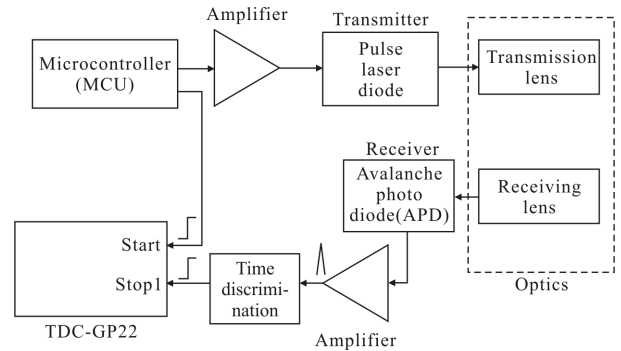 Amplifier
Transmitter
Microcontroller
(MCU)
Pulse
laser
diode
Transmission
lens
Receiver
Avalanche
photo
diode(APD)
Receiving
lens
Start
Stop1
Time
discrimi-
nation
Optics
TDC-GP22
Amplifier